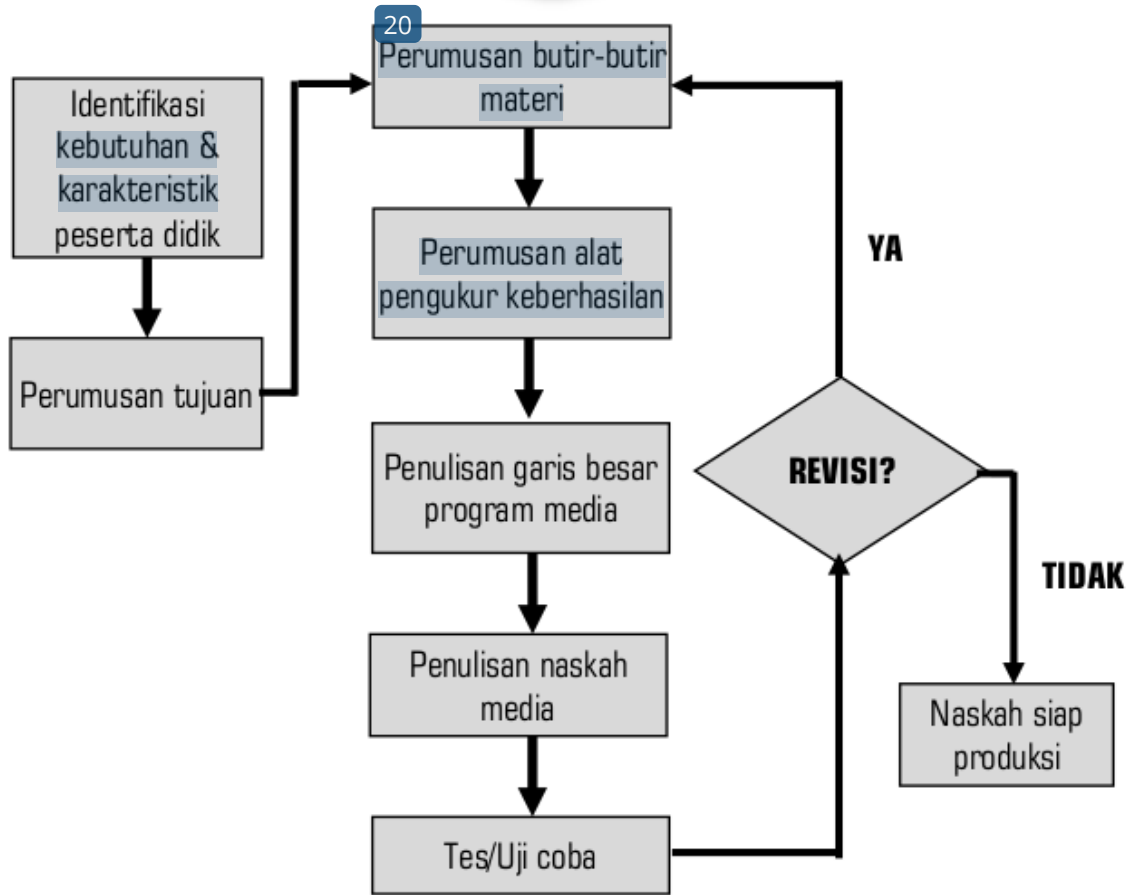 20
Identifikasi
kebutuhan &
karakteristik
peserta didik
Perumusan tujuan
Perumusan butir-butir
materi
Perumusan alat
pengukur keberhasilan
Penulisan garis besar
program media
Penulisan naskah
media
Tes/Uji coba
REVISI?
YA
TIDAK
Naskah siap
produksi